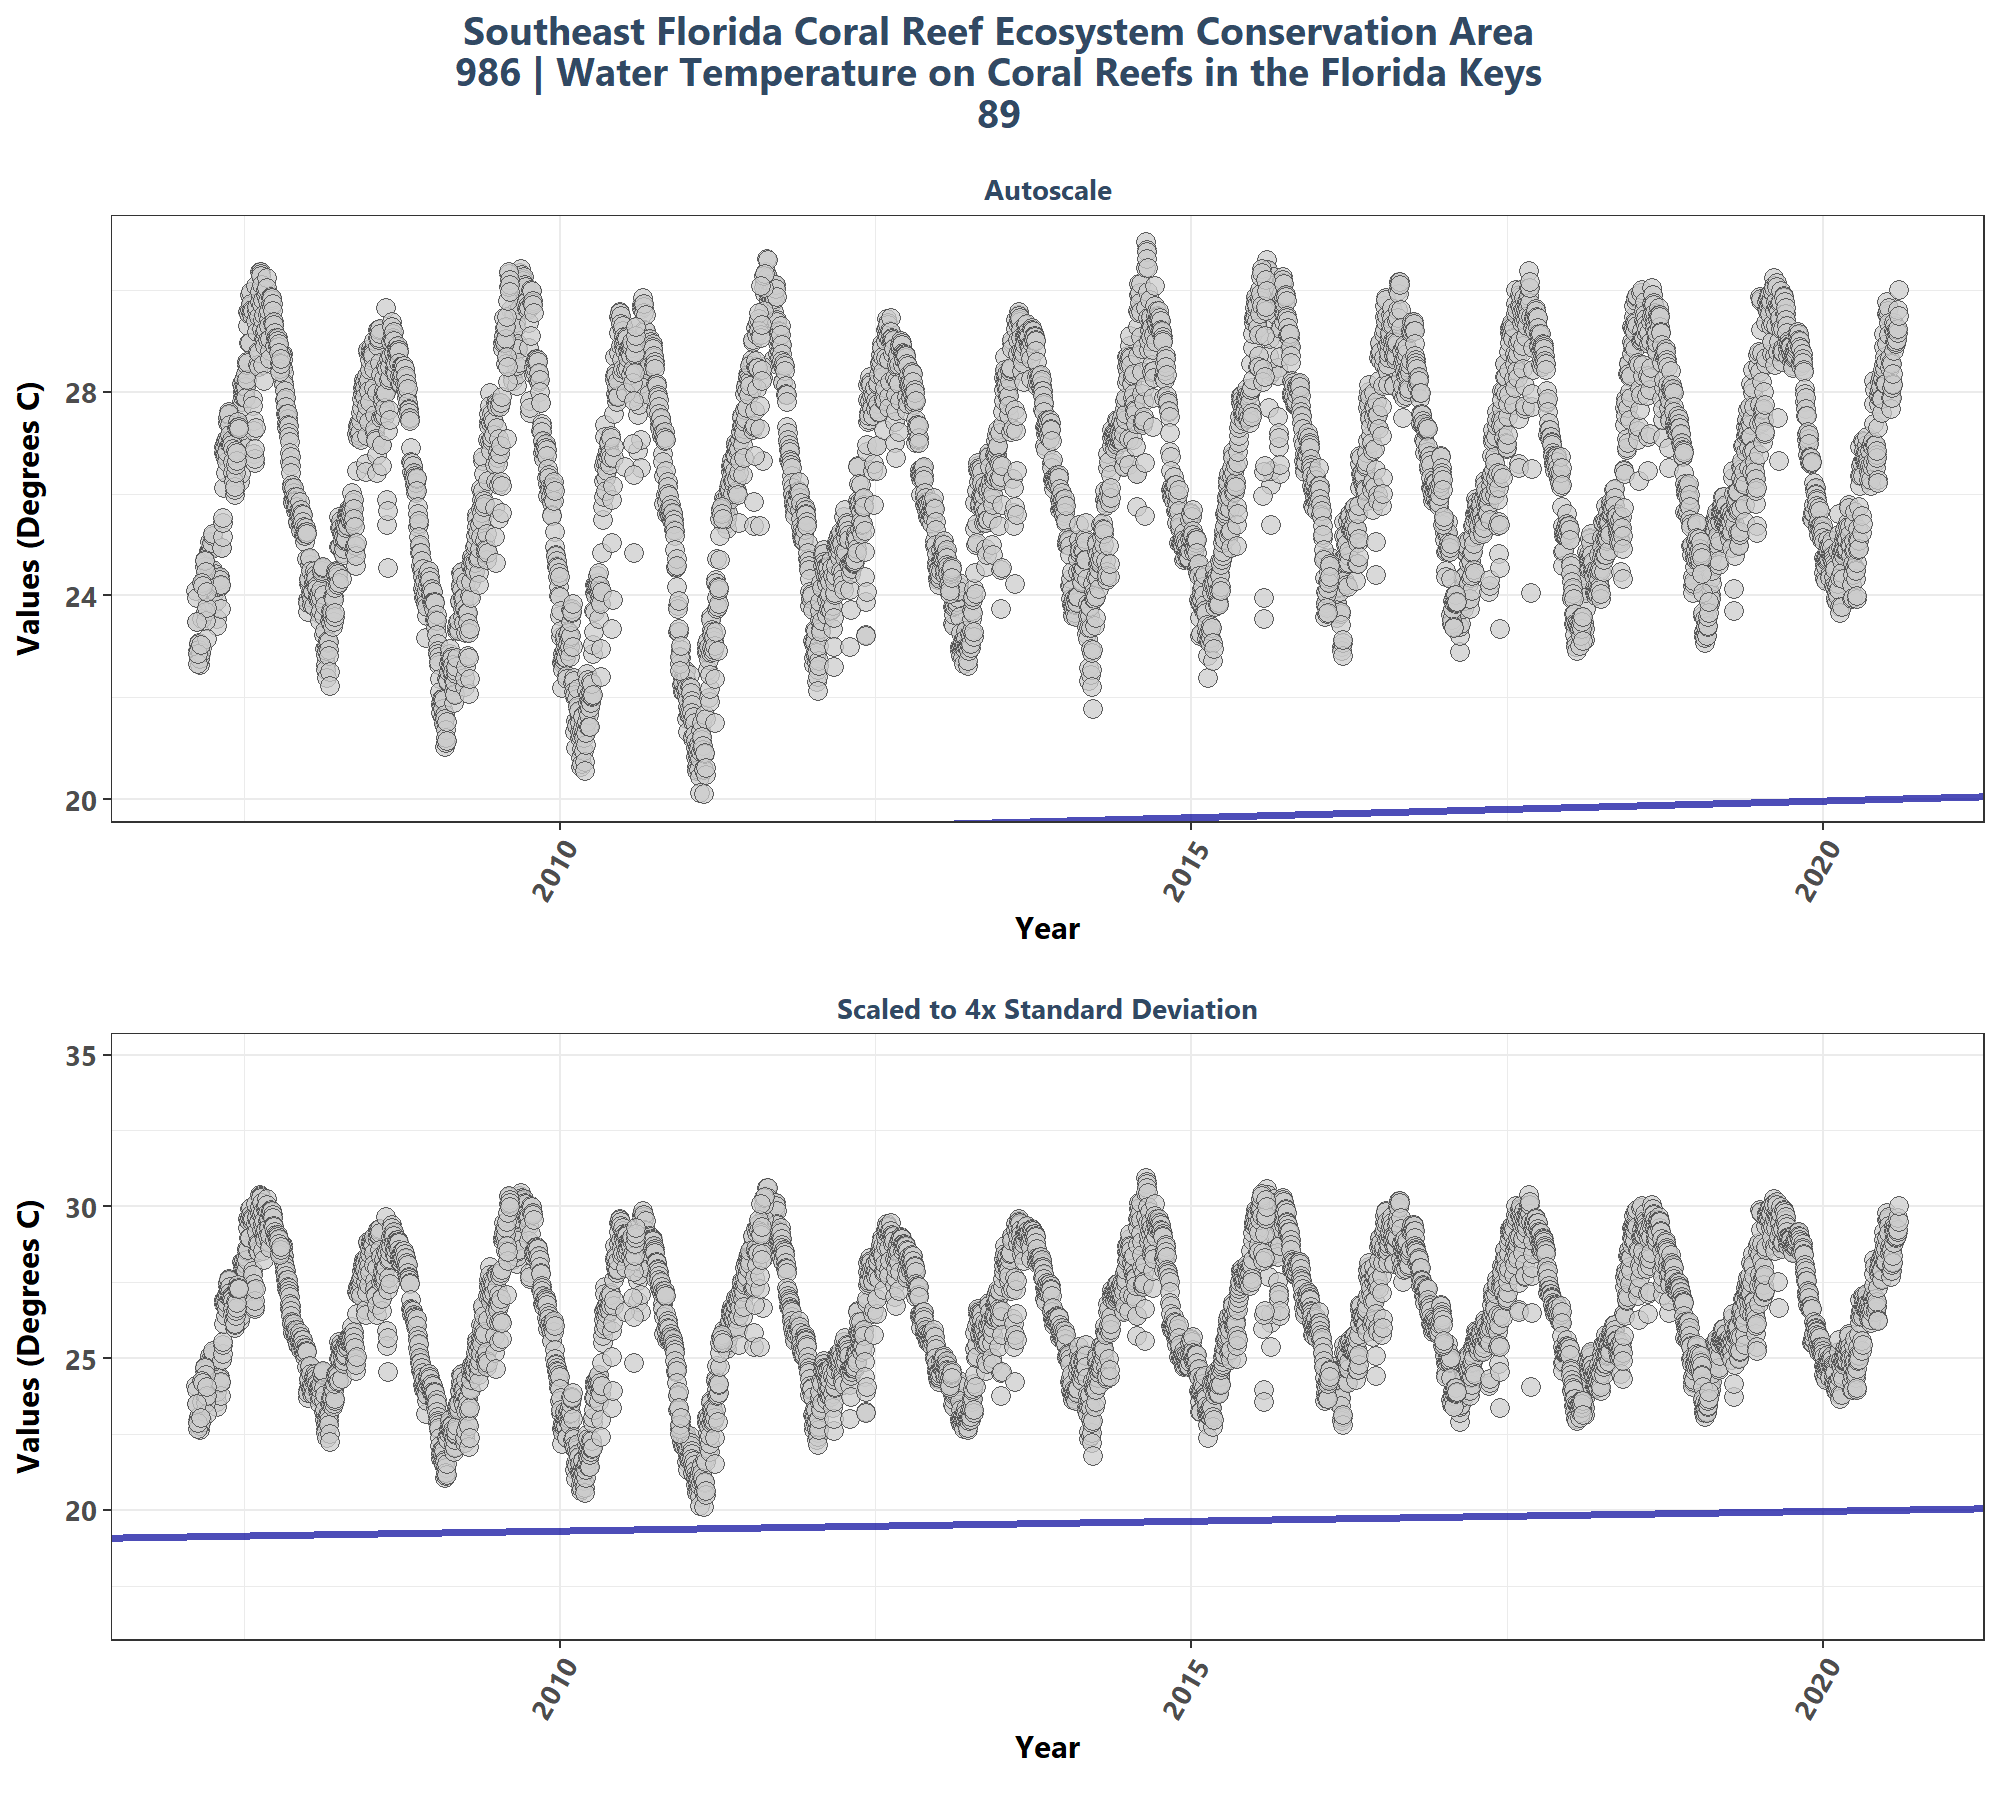 Southeast Florida Coral Reef Ecosystem Conservation Area
986 | Water Temperature on Coral Reefs in the Florida Keys
89
Autoscale
Values (Degrees C)
28
24
20
2010
2015
2020
Year
Scaled to 4x Standard Deviation
Values (Degrees C)
35
30
25
20
2010
2015
2020
Year